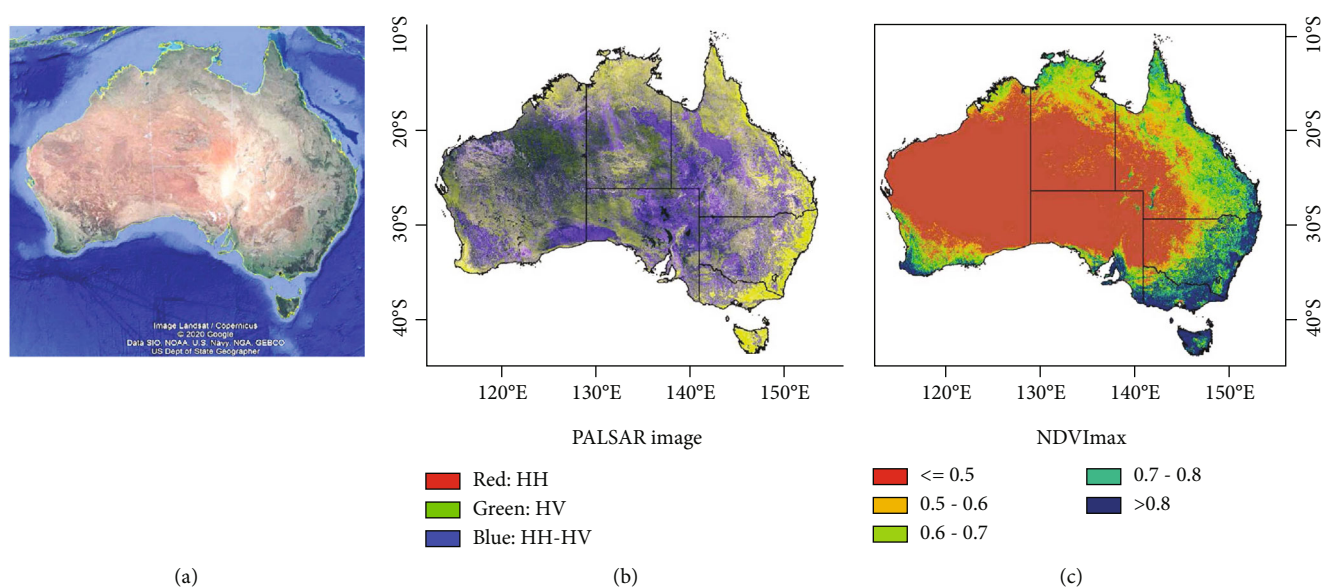 Image Landsat / Copernicus
© 2020 Google
Data SIO, NOAA, U.S. Navy, NGA, GEBCO
US Dept of State Geographer
(a)
10°S
20°S
30°S
40°S
120°E 130°E 140°E 150°E
PALSAR image
Red: HH
Green: HV
Blue: HH-HV
(b)
10°S
20°S
30°S
40°S
120°E 130°E 140°E 150°E
NDVImax
<= 0.5
0.5 - 0.6
0.6 - 0.7
0.7 - 0.8
>0.8
(c)